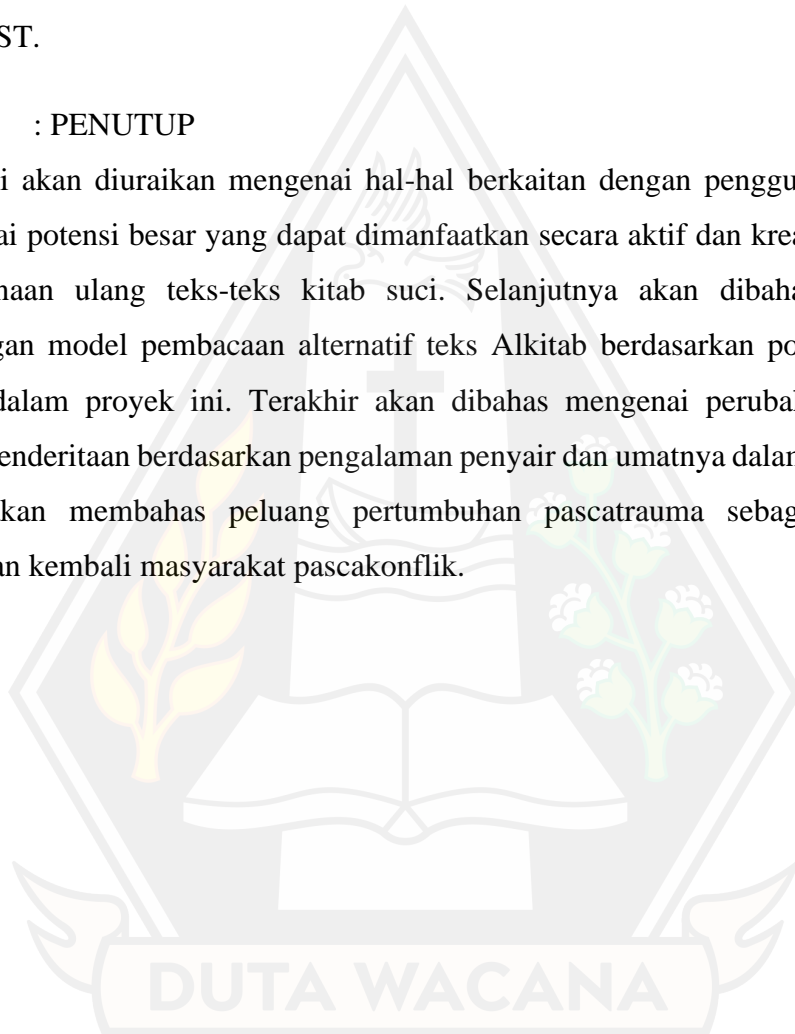 ST.
: PENUTUP
i akan diuraikan mengenai hal-hal berkaitan dengan penggu
ai potensi besar yang dapat dimanfaatkan secara aktif dan krea
naan ulang teks-teks kitab suci. Selanjutnya akan dibaha
gan model pembacaan alternatif teks Alkitab berdasarkan po
dalam proyek ini. Terakhir akan dibahas mengenai perubal
enderitaan berdasarkan pengalaman penyair dan umatnya dalam
kan membahas peluang pertumbuhan pascatrauma sebag
an kembali masyarakat pascakonflik.
DUTA WACANA